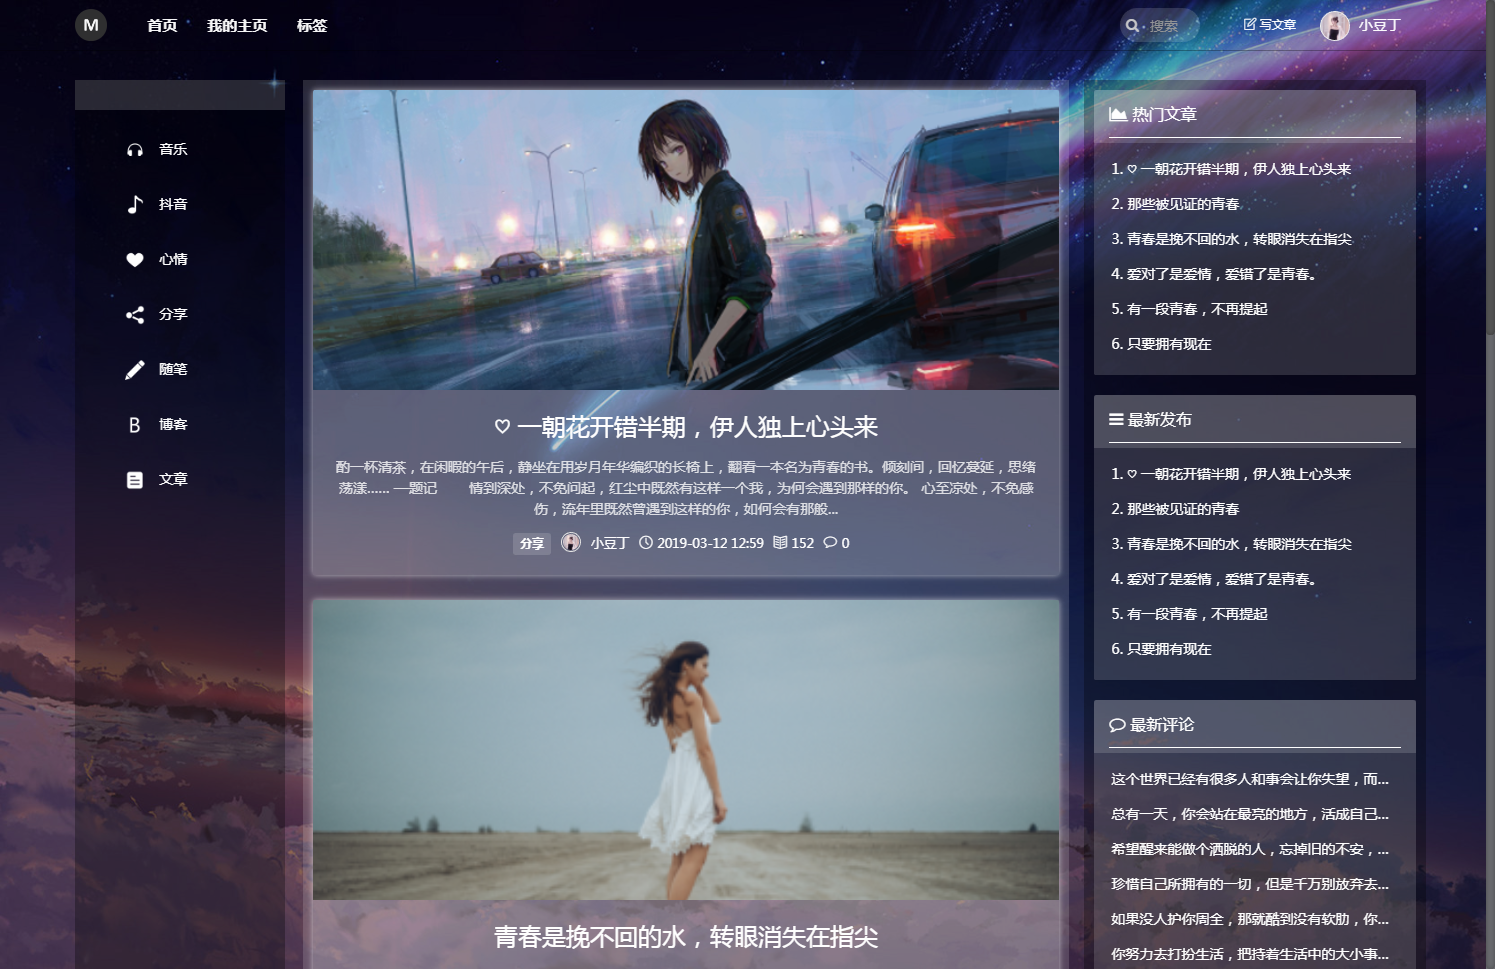 M 首页 我的主页 标签 搜索 写文章 小豆丁
音乐
抖音
心情
分享
随笔
B 博客
文章
♡ 一朝花开错半期，伊人独上心头来
酌一杯清茶，在闲暇的午后，静坐在用岁月年华编织的长椅上，翻看一本名为青春的书。倾刻间，回忆蔓延，思绪
荡漾...... —题记 情到深处，不免问起，红尘中既然有这样一个我，为何会遇到那样的你。 心至凉处，不免感
伤，流年里既然曾遇到这样的你，如何会有那般...
分享 小豆丁 2019-03-12 12:59 152 0
青春是挽不回的水，转眼消失在指尖
热门文章
1. ♡ 一朝花开错半期，伊人独上心头来
2. 那些被见证的青春
3. 青春是挽不回的水，转眼消失在指尖
4. 爱对了是爱情，爱错了是青春。
5. 有一段青春，不再提起
6. 只要拥有现在
最新发布
1. ♡ 一朝花开错半期，伊人独上心头来
2. 那些被见证的青春
3. 青春是挽不回的水，转眼消失在指尖
4. 爱对了是爱情，爱错了是青春。
5. 有一段青春，不再提起
6. 只要拥有现在
最新评论
这个世界已经有很多人和事会让你失望，而...
总有一天，你会站在最亮的地方，活成自己...
希望醒来能做个洒脱的人，忘掉旧的不安，...
珍惜自己所拥有的一切，但是千万别放弃去...
如果没人护你周全，那就酷到没有软肋，你...
你努力去打扮生活，把持着生活中的大小事...